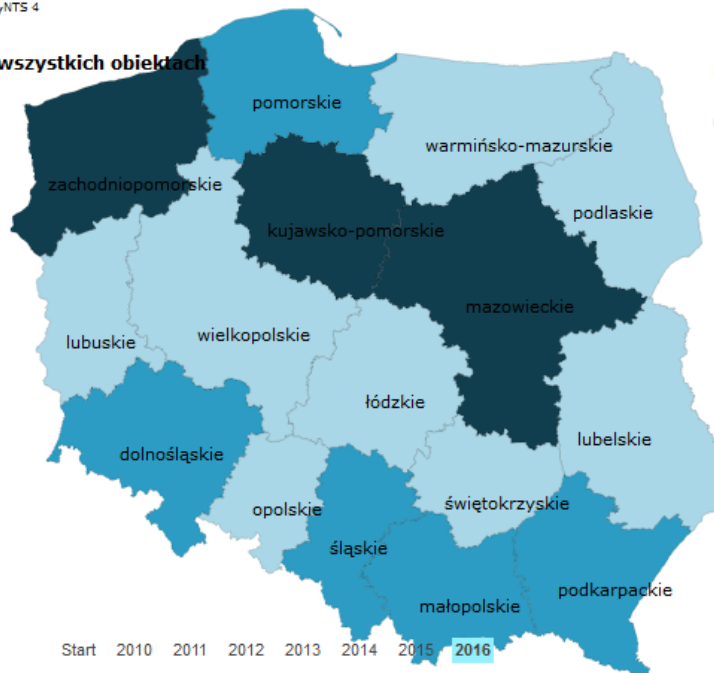 NTS 4
wszystkich obiektach
pomorskie
warmińsko-mazurskie
zachodniopomorskie
podlaskie
kujawsko-pomorskie
mazowieckie
lubuskie
wielkopolskie
łódzkie
lubelskie
dolnośląskie
opolskie
świętokrzyskie
śląskie
podkarpackie
małopolskie
Start 2010 2011 2012 2013 2014 2015 2016